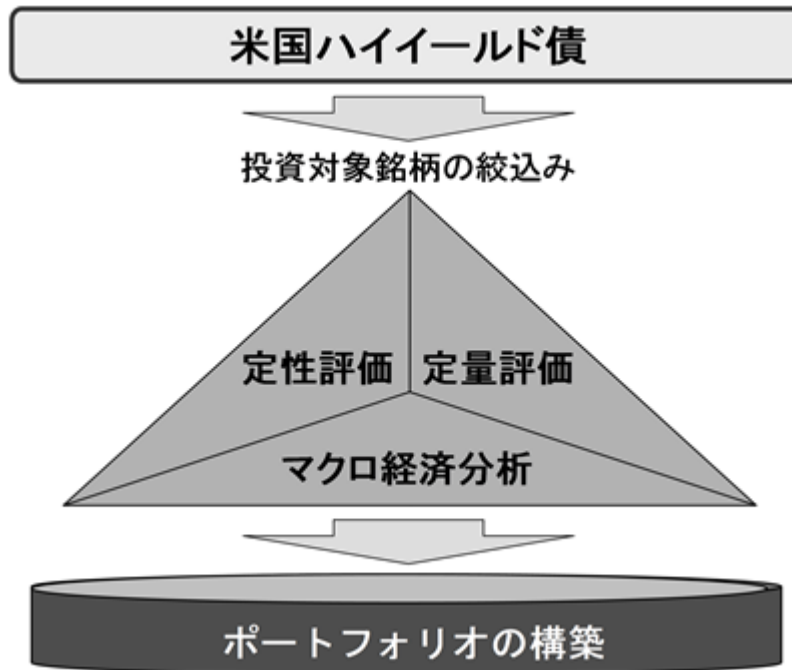 米国ハイイールド債
投資対象銘柄の絞込み
定性評価
定量評価
マクロ経済分析
ポートフォリオの構築